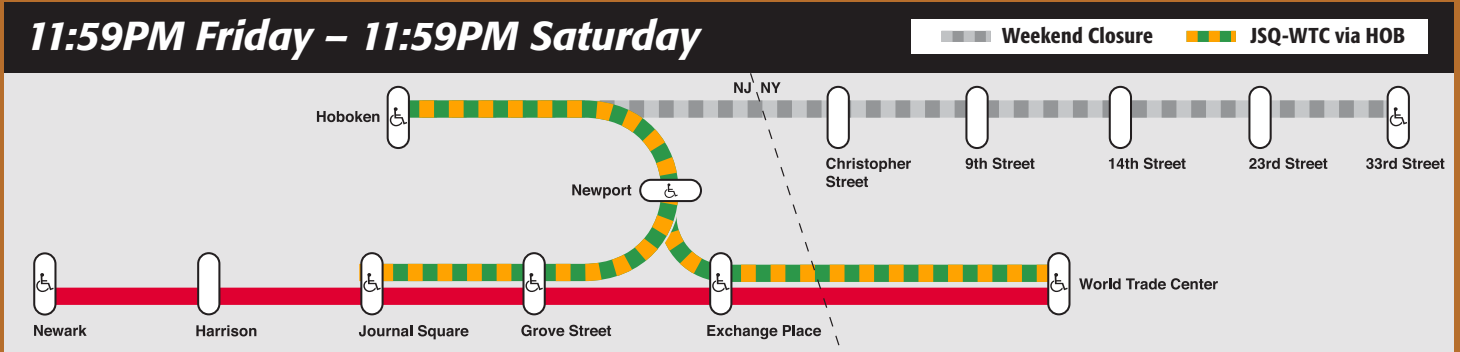 11:59PM Friday – 11:59PM Saturday
Weekend Closure
JSQ-WTC via HOB
NJ NY
Hoboken
Christopher
Street
9th Street
14th Street
23rd Street
33rd Street
Newport
World Trade Center
Newark
Harrison
Journal Square
Grove Street
Exchange Place